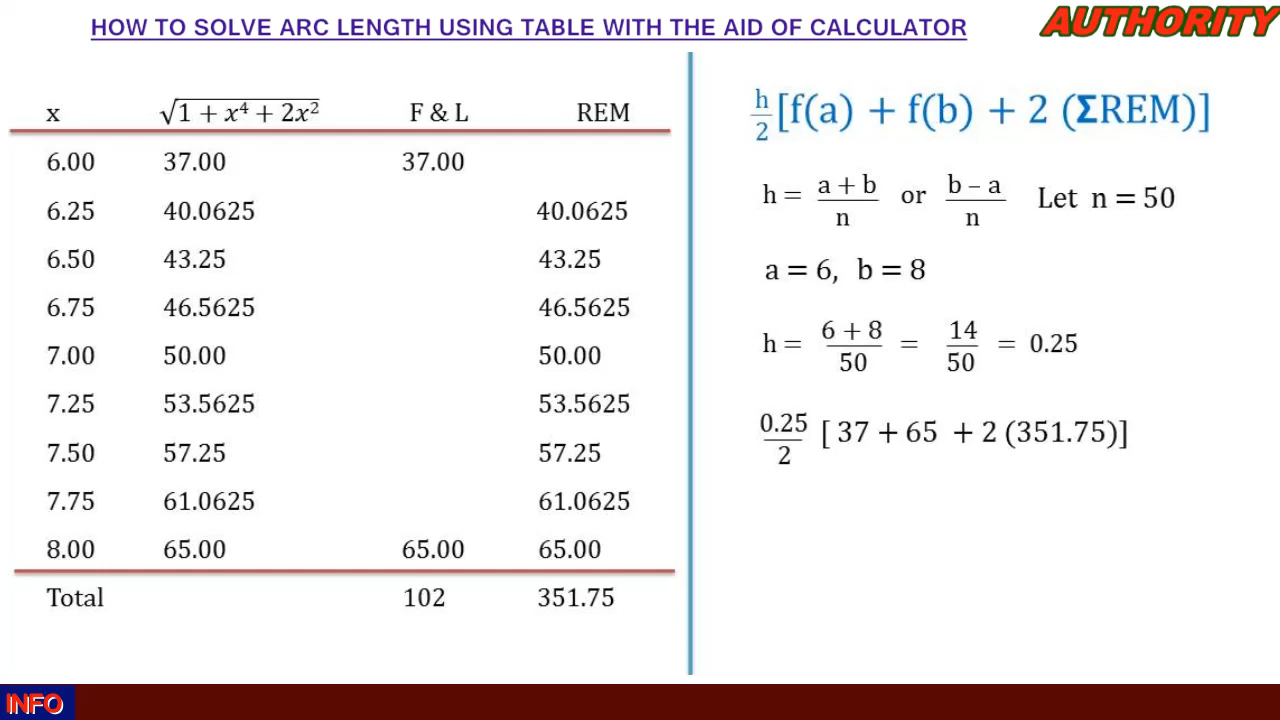 HOW TO SOLVE ARC LENGTH USING TABLE WITH THE AID OF CALCULATOR
AUTHORITY
x √(1 + x⁴ + 2x²) F & L REM
6.00 37.00 37.00
6.25 40.0625 40.0625
6.50 43.25 43.25
6.75 46.5625 46.5625
7.00 50.00 50.00
7.25 53.5625 53.5625
7.50 57.25 57.25
7.75 61.0625 61.0625
8.00 65.00 65.00 65.00
Total 102 351.75
h/2 [f(a) + f(b) + 2 (ΣREM)]
h = (a + b)/n or (b – a)/n Let n = 50
a = 6, b = 8
h = (6 + 8)/50 = 14/50 = 0.25
0.25/2 [ 37 + 65 + 2 (351.75)]
INFO